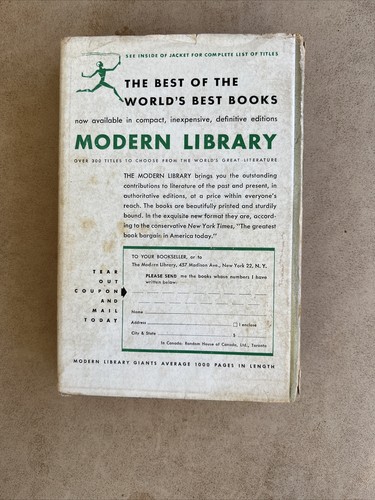 SEE INSIDE OF JACKET FOR COMPLETE LIST OF TITLES
THE BEST OF THE
WORLD'S BEST BOOKS
now available in compact, inexpensive, definitive editions
MODERN LIBRARY
OVER 300 TITLES TO CHOOSE FROM THE WORLD'S GREAT LITERATURE
THE MODERN LIBRARY brings you the outstanding
contributions to literature of the past and present, in
authoritative editions, at a price within everyone's
reach. The books are beautifully printed and sturdily
bound. In the exquisite new format they are, accord-
ing to the conservative New York Times, "The greatest
book bargain in America today."
TO YOUR BOOKSELLER, or to
The Modern Library, 457 Madison Ave., New York 22, N. Y.
PLEASE SEND me the books whose numbers I have
written below:
TEAR
OUT
COUPON
AND
MAIL
TODAY
Name
Address
I enclose
City & State
$
In Canada: Random House of Canada, Ltd., Toronto
MODERN LIBRARY GIANTS AVERAGE 1000 PAGES IN LENGTH